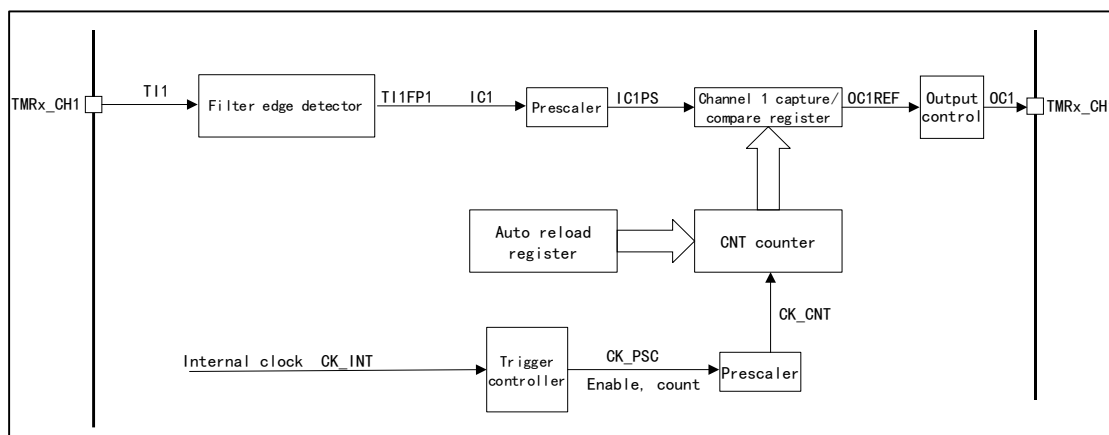 TI1
TI1FP1
IC1
IC1PS
OC1REF
OC1
TMRx_CH1
Filter edge detector
Prescaler
Channel 1 capture/
compare register
Output
control
TMRx_CH
Auto reload
register
CNT counter
CK_CNT
Internal clock CK_INT
Trigger
controller
CK_PSC
Enable, count
Prescaler